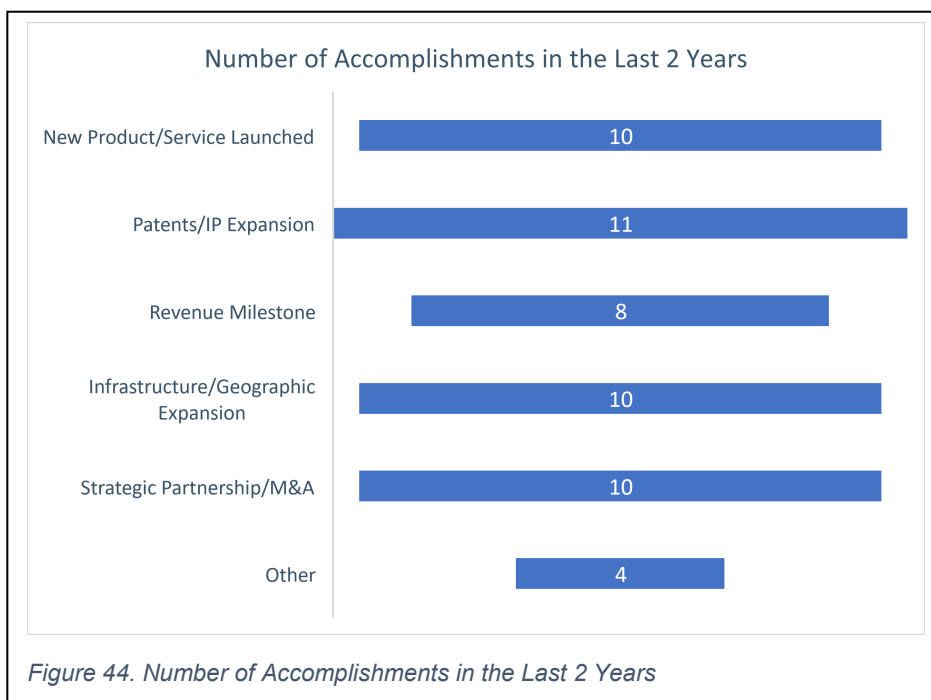 Number of Accomplishments in the Last 2 Years
New Product/Service Launched
10
Patents/IP Expansion
11
Revenue Milestone
8
Infrastructure/Geographic
Expansion
10
Strategic Partnership/M&A
10
Other
4
Figure 44. Number of Accomplishments in the Last 2 Years